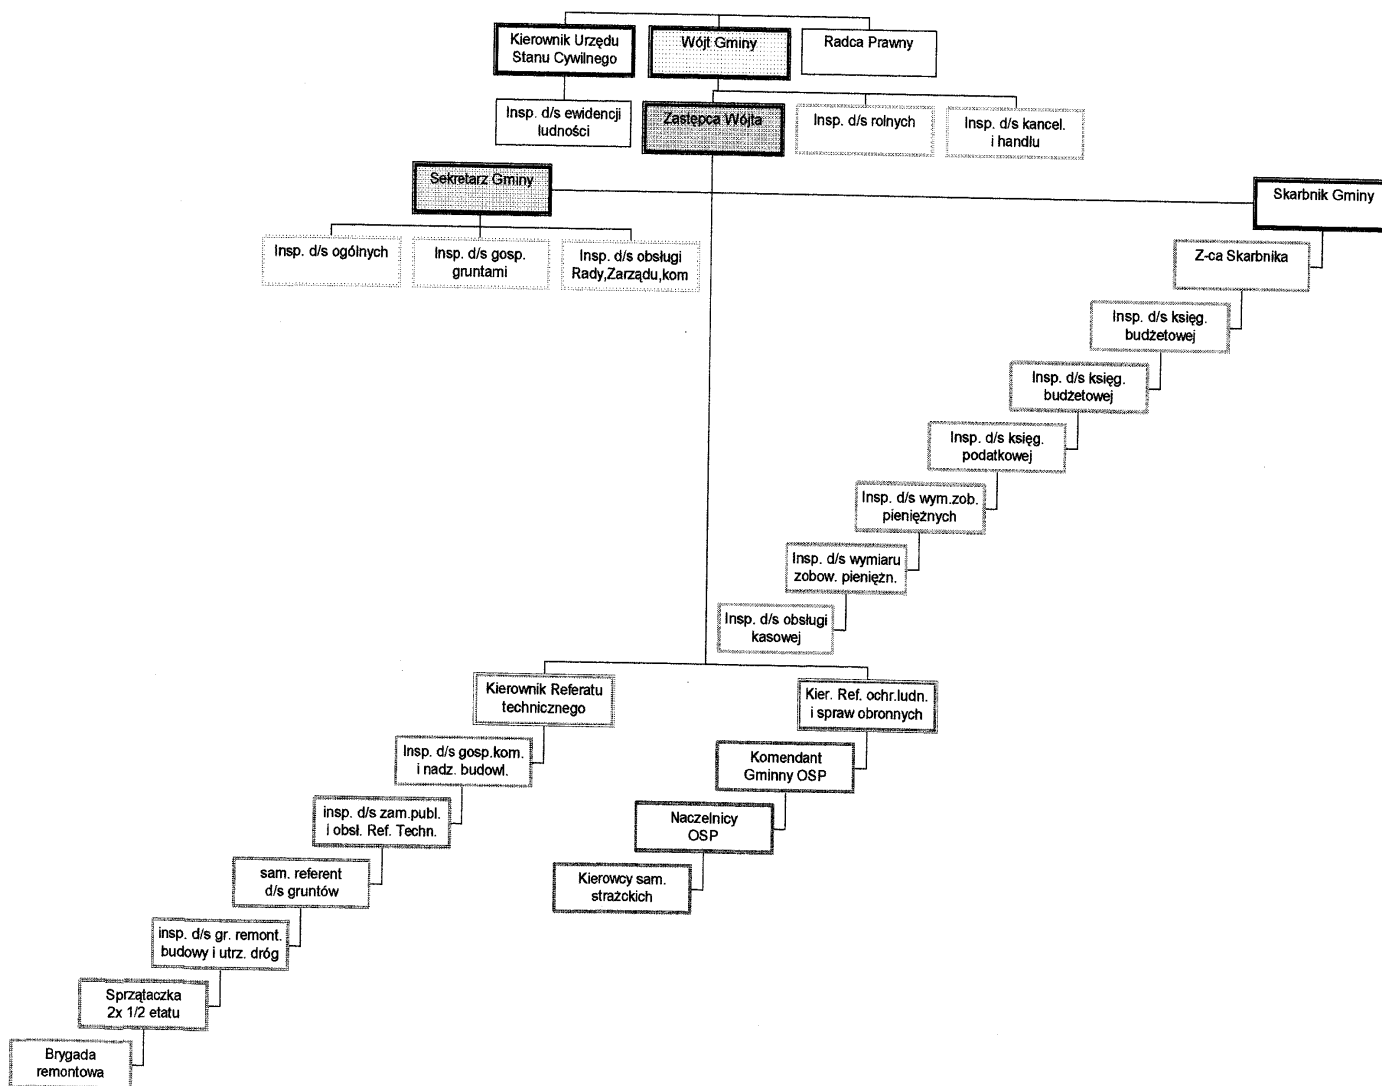 Kierownik Urzędu
Stanu Cywilnego
Wójt Gminy
Radca Prawny
Insp. d/s ewidencji
ludności
Zastępca Wójta
Insp. d/s rolnych
Insp. d/s kancel.
i handlu
Sekretarz Gminy
Skarbnik Gminy
Insp. d/s ogólnych
Insp. d/s gosp.
gruntami
Insp. d/s obsługi
Rady,Zarządu,kom
Z-ca Skarbnika
Insp. d/s księg.
budżetowej
Insp. d/s księg.
budżetowej
Insp. d/s księg.
podatkowej
Insp. d/s wym.zob.
pieniężnych
Insp. d/s wymiaru
zobow. pieniężn.
Insp. d/s obsługi
kasowej
Kierownik Referatu
technicznego
Kier. Ref. ochr.ludn.
i spraw obronnych
Insp. d/s gosp.kom.
i nadz. budowl.
Komendant
Gminny OSP
insp. d/s zam.publ.
i obsł. Ref. Techn.
Naczelnicy
OSP
sam. referent
d/s gruntów
Kierowcy sam.
strażckich
insp. d/s gr. remont.
budowy i utrz. dróg
Sprzątaczka
2x 1/2 etatu
Brygada
remontowa